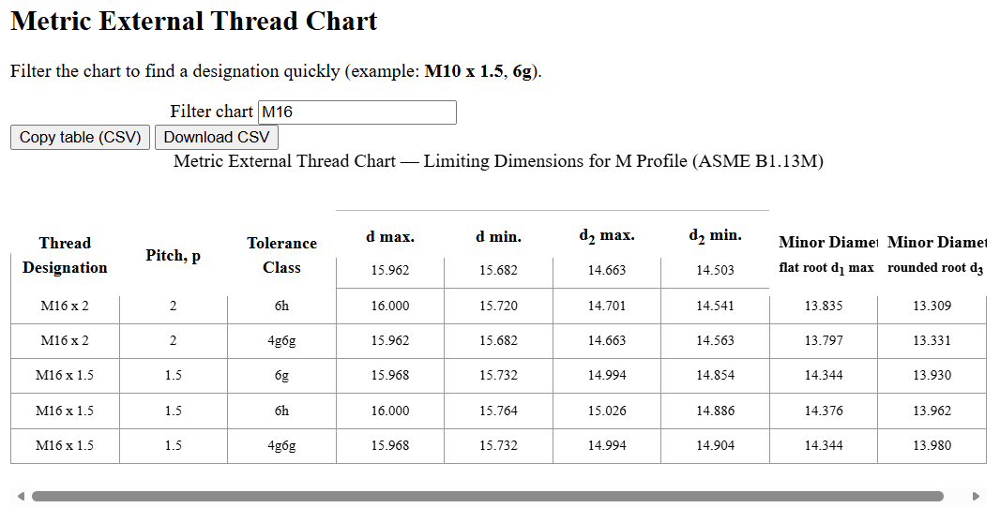 Metric External Thread Chart
Filter the chart to find a designation quickly (example: M10 x 1.5, 6g).
Filter chart M16
Copy table (CSV) Download CSV
Metric External Thread Chart — Limiting Dimensions for M Profile (ASME B1.13M)
Thread Designation Pitch, p Tolerance Class d max. d min. d2 max. d2 min. Minor Diamet Minor Diamet
flat root d1 max rounded root d3
15.962 15.682 14.663 14.503
M16 x 2 2 6h 16.000 15.720 14.701 14.541 13.835 13.309
M16 x 2 2 4g6g 15.962 15.682 14.663 14.563 13.797 13.331
M16 x 1.5 1.5 6g 15.968 15.732 14.994 14.854 14.344 13.930
M16 x 1.5 1.5 6h 16.000 15.764 15.026 14.886 14.376 13.962
M16 x 1.5 1.5 4g6g 15.968 15.732 14.994 14.904 14.344 13.980